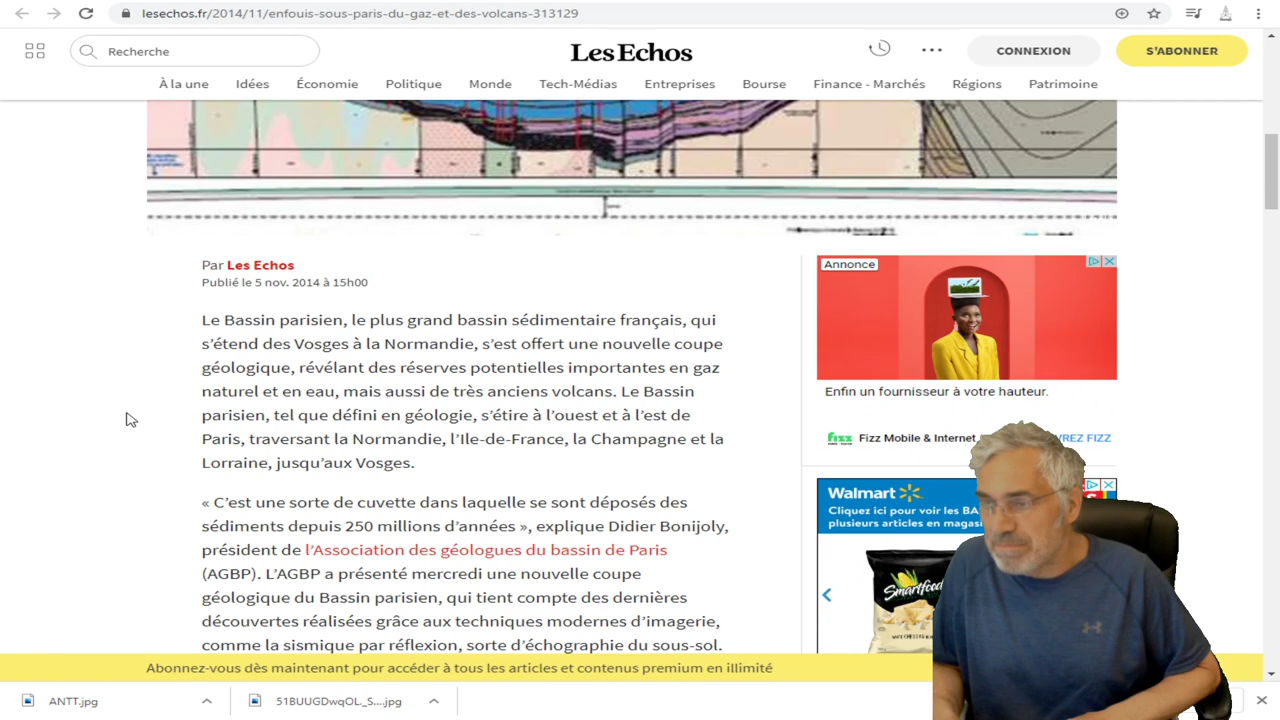 lesechos.fr/2014/11/enfouis-sous-paris-du-gaz-et-des-volcans-313129
Recherche
Les Echos
CONNEXION
S'ABONNER
À la une
Idées
Économie
Politique
Monde
Tech-Médias
Entreprises
Bourse
Finance - Marchés
Régions
Patrimoine
Par Les Echos
Publié le 5 nov. 2014 à 15h00
Le Bassin parisien, le plus grand bassin sédimentaire français, qui
s'étend des Vosges à la Normandie, s'est offert une nouvelle coupe
géologique, révélant des réserves potentielles importantes en gaz
naturel et en eau, mais aussi de très anciens volcans. Le Bassin
parisien, tel que défini en géologie, s'étire à l'ouest et à l'est de
Paris, traversant la Normandie, l'Ile-de-France, la Champagne et la
Lorraine, jusqu'aux Vosges.
« C'est une sorte de cuvette dans laquelle se sont déposés des
sédiments depuis 250 millions d'années », explique Didier Bonijoly,
président de l'Association des géologues du bassin de Paris
(AGBP). L'AGBP a présenté mercredi une nouvelle coupe
géologique du Bassin parisien, qui tient compte des dernières
découvertes réalisées grâce aux techniques modernes d'imagerie,
comme la sismique par réflexion, sorte d'échographie du sous-sol.
Annonce
Enfin un fournisseur à votre hauteur.
fizz Fizz Mobile & Internet
VREZ FIZZ
Walmart
Cliquez ici pour voir les BA
plusieurs articles en magas
Smartfood
Abonnez-vous dès maintenant pour accéder à tous les articles et contenus premium en illimité
ANTT.jpg
51BUUGDwqOL._S....jpg